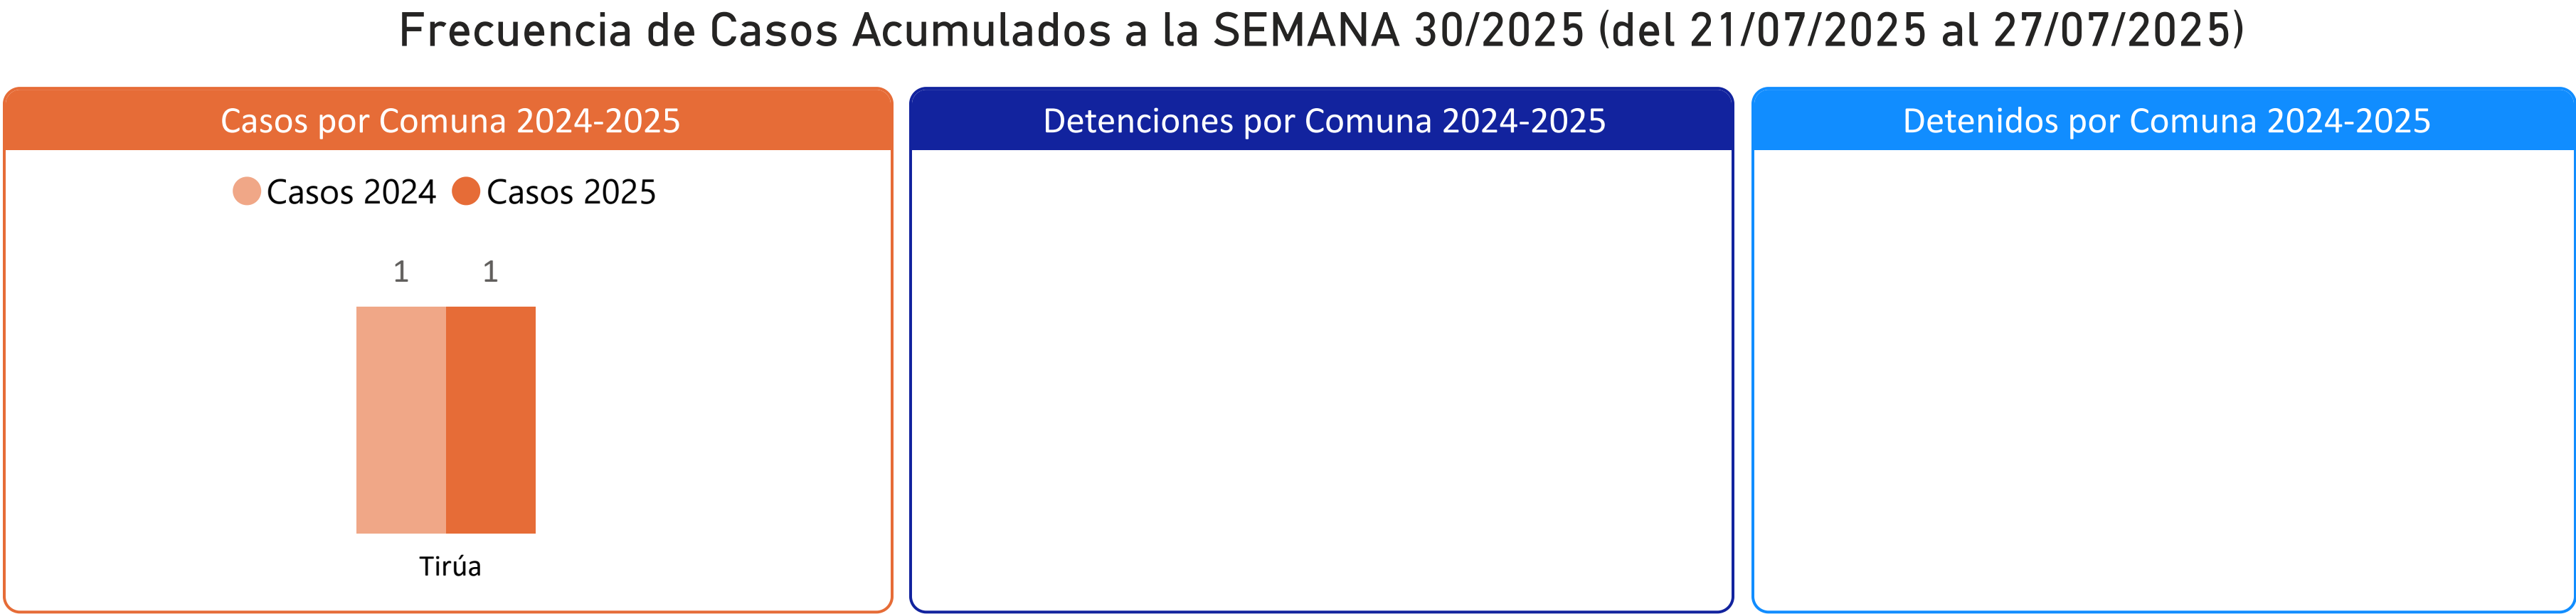 Frecuencia de Casos Acumulados a la SEMANA 30/2025 (del 21/07/2025 al 27/07/2025)
Casos por Comuna 2024-2025
Casos 2024 Casos 2025
1 1
Tirúa
Detenciones por Comuna 2024-2025
Detenidos por Comuna 2024-2025